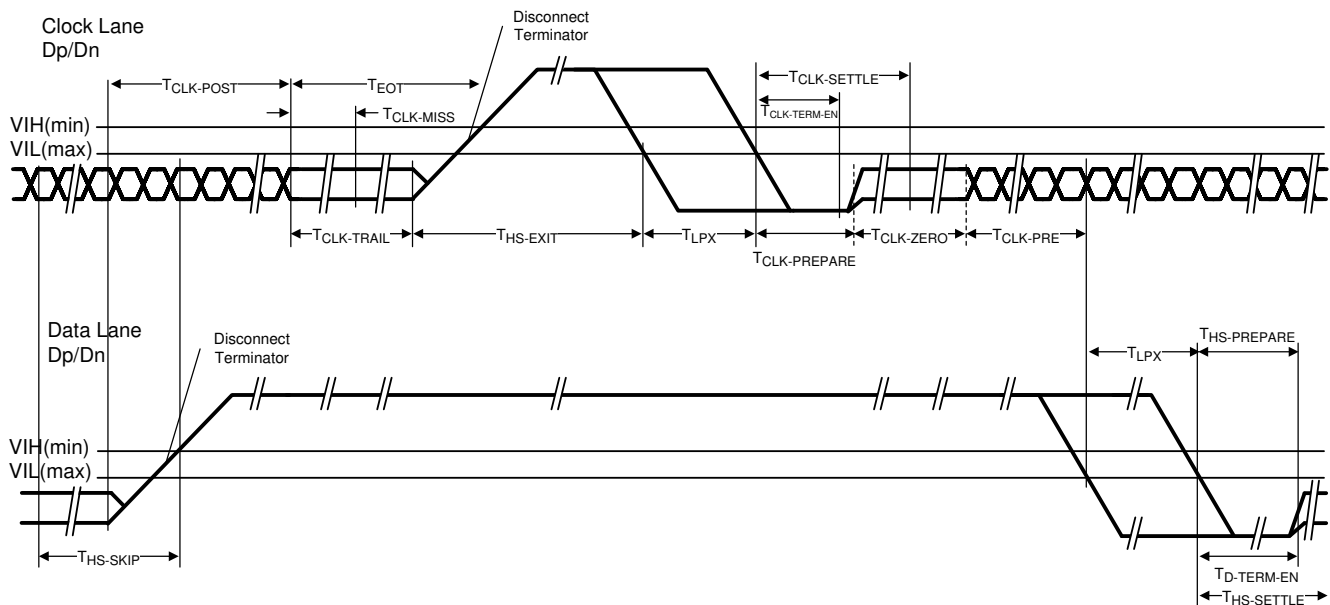 Clock Lane
Dp/Dn
Disconnect
Terminator
TCLK-POST
TEOT
TCLK-SETTLE
TCLK-MISS
TCLK-TERM-EN
VIH(min)
VIL(max)
TCLK-TRAIL
THS-EXIT
TLPX
TCLK-ZERO
TCLK-PRE
TCLK-PREPARE
Data Lane
Dp/Dn
Disconnect
Terminator
THS-PREPARE
TLPX
VIH(min)
VIL(max)
THS-SKIP
TD-TERM-EN
THS-SETTLE